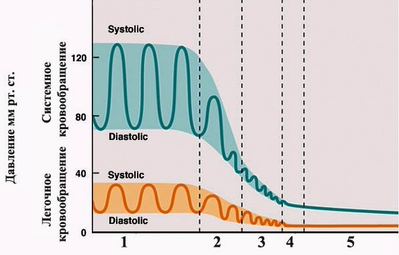 Давление мм рт. ст.
Системное
кровообращение
Легочное
кровообращение
Systolic
120
80
Diastolic
40
Systolic
Diastolic
0
1 2 3 4 5